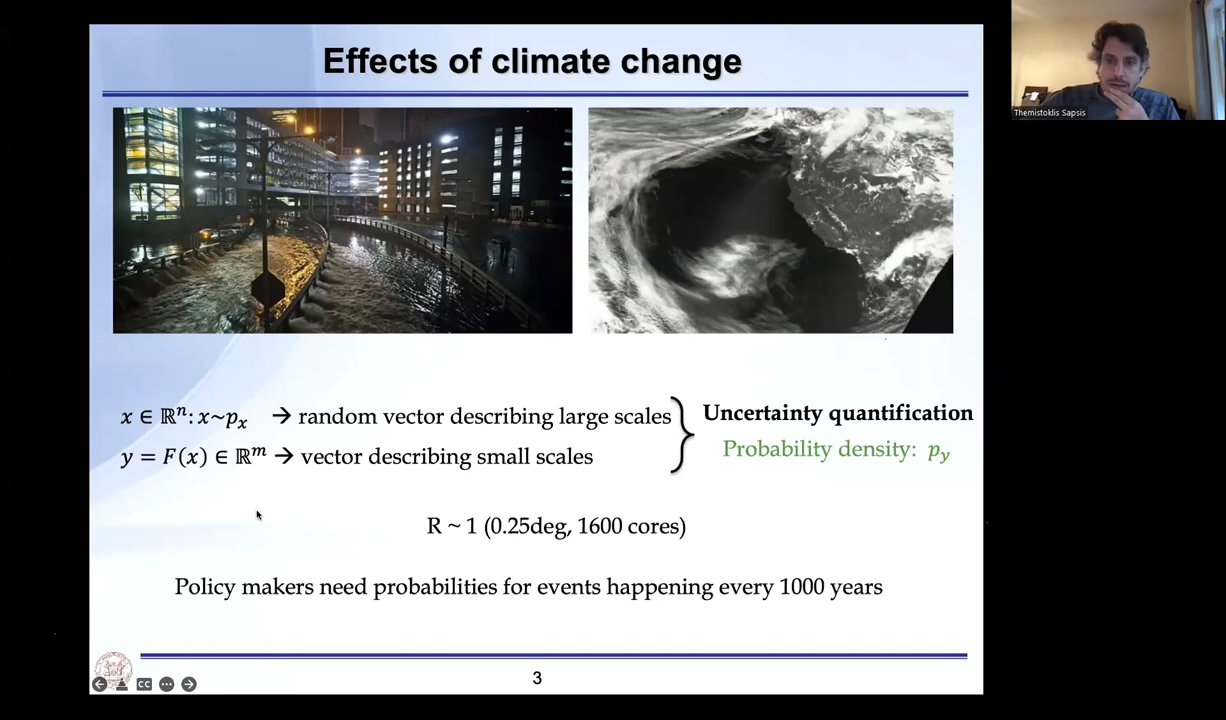 Effects of climate change
Themistoklis Sapsis
x ∈ ℝⁿ: x~pₓ → random vector describing large scales
y = F(x) ∈ ℝᵐ → vector describing small scales
Uncertainty quantification
Probability density: p_y
R ~ 1 (0.25deg, 1600 cores)
Policy makers need probabilities for events happening every 1000 years
3
CC